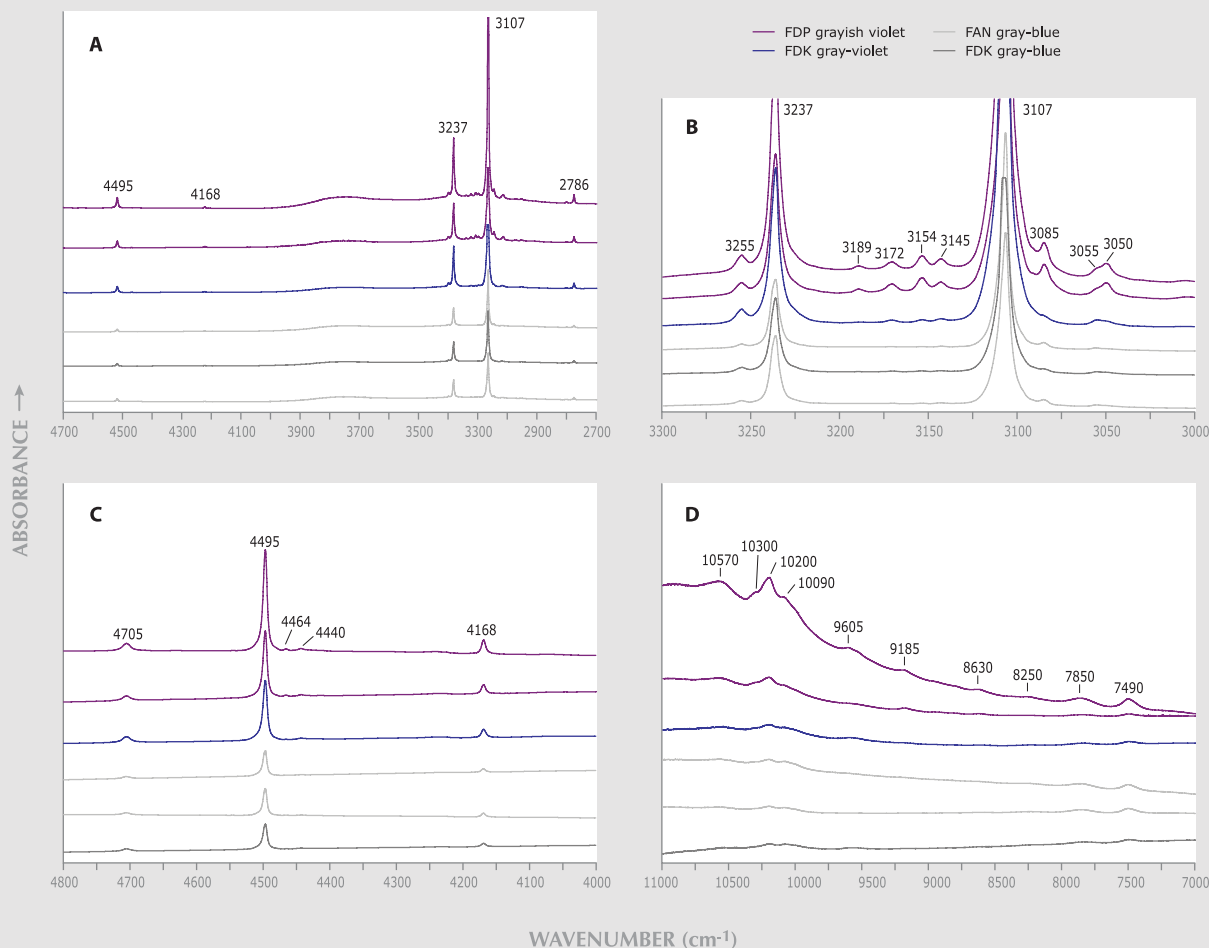 A
3107
3237
4495
4168
2786
4700 4500 4300 4100 3900 3700 3500 3300 3100 2900 2700
FDP grayish violet FAN gray-blue
FDK gray-violet FDK gray-blue
B
3237
3107
3255
3189
3172
3154
3145
3085
3055
3050
3300 3250 3200 3150 3100 3050 3000
ABSORBANCE →
C
4495
4705
4464
4440
4168
4800 4700 4600 4500 4400 4300 4200 4100 4000
D
10570
10300
10200
10090
9605
9185
8630
8250
7850
7490
11000 10500 10000 9500 9000 8500 8000 7500 7000
WAVENUMBER (cm⁻¹)